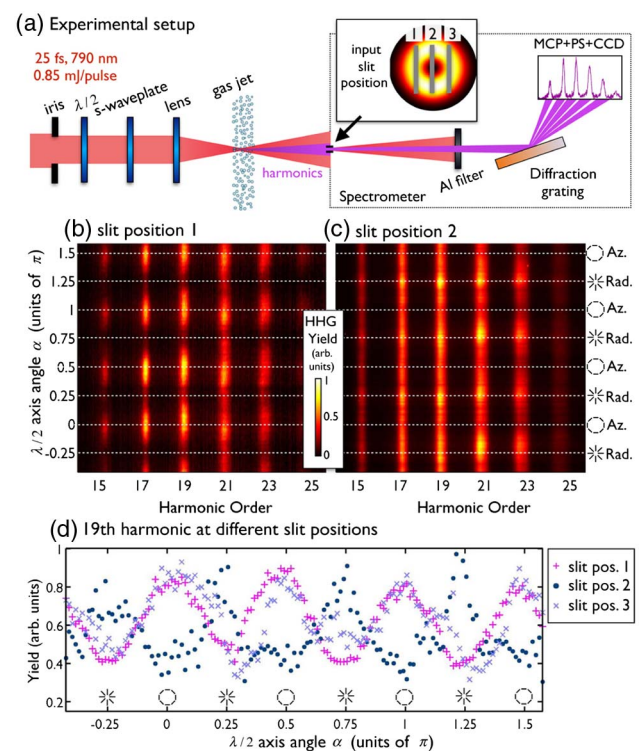 (a) Experimental setup
25 fs, 790 nm
0.85 mJ/pulse
iris
λ/2
s-waveplate
lens
gas jet
harmonics
input
slit
position
1 2 3
MCP+PS+CCD
Spectrometer
Al filter
Diffraction
grating
(b) slit position 1
(c) slit position 2
λ/2 axis angle α (units of π)
1.5
1.25
1
0.75
0.5
0.25
0
-0.25
HHG
Yield
(arb.
units)
1
0.5
0
Az.
Rad.
Az.
Rad.
Az.
Rad.
Az.
Rad.
15 17 19 21 23 25
Harmonic Order
15 17 19 21 23 25
Harmonic Order
(d) 19th harmonic at different slit positions
Yield (arb. units)
1
0.8
0.6
0.4
0.2
slit pos. 1
slit pos. 2
slit pos. 3
-0.25 0 0.25 0.5 0.75 1 1.25 1.5
λ/2 axis angle α (units of π)